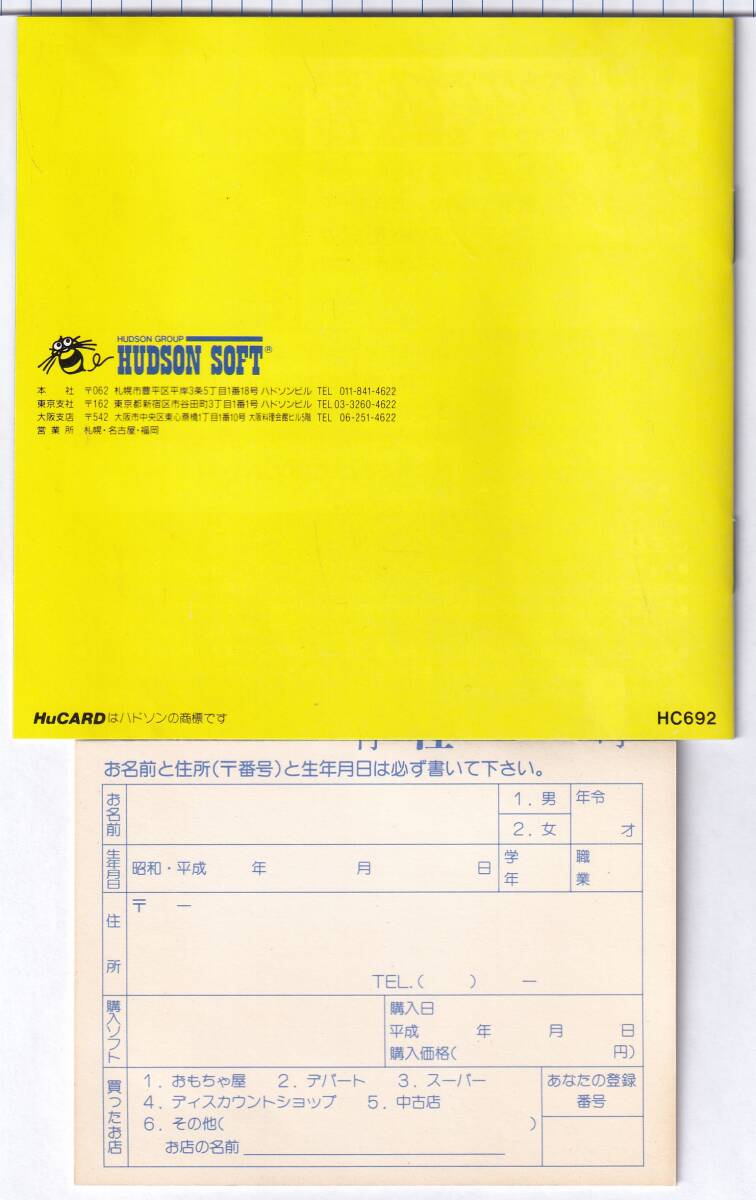 HUDSON GROUP
HUDSON SOFT®
本 社 〒062 札幌市豊平区平岸3条5丁目1番18号 ハドソンビル TEL 011-841-4622
東京支社 〒162 東京都新宿区市谷田町3丁目1番1号 ハドソンビル TEL 03-3260-4622
大阪支店 〒542 大阪市中央区東心斎橋1丁目1番10号 大阪料理会館ビル5階 TEL 06-251-4622
営業所 札幌・名古屋・福岡
HuCARDはハドソンの商標です
HC692
お名前と住所(〒番号)と生年月日は必ず書いて下さい。
お名前
1. 男
2. 女
年令
才
生年月日
昭和・平成 年 月 日
学年
職業
住所
〒 ー
TEL.( ) ー
購入ソフト
購入日
平成 年 月 日
購入価格( 円)
買ったお店
1. おもちゃ屋 2. デパート 3. スーパー
4. ディスカウントショップ 5. 中古店
6. その他( )
お店の名前
あなたの登録
番号